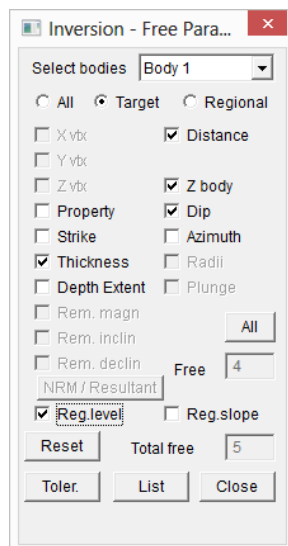 Inversion - Free Para...
Select bodies Body 1
All Target Regional
X vtx Distance
Y vtx
Z vtx Z body
Property Dip
Strike Azimuth
Thickness Radii
Depth Extent Plunge
Rem. magn
All
Rem. inclin
Rem. declin Free 4
NRM / Resultant
Reg.level Reg.slope
Reset Total free 5
Toler. List Close